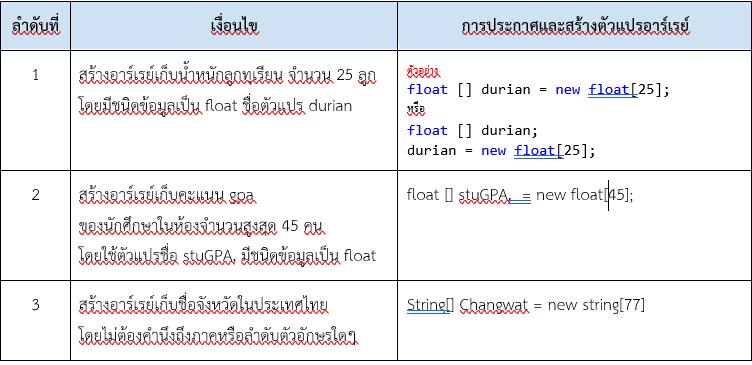 ลำดับที่ เงื่อนไข การประกาศและสร้างตัวแปรอาร์เรย์
1 สร้างอาร์เรย์เก็บน้ำหนักลูกทุเรียน จำนวน 25 ลูก
โดยมีชนิดข้อมูลเป็น float ชื่อตัวแปร durian
ตัวอย่าง
float [] durian = new float[25];
หรือ
float [] durian;
durian = new float[25];
2 สร้างอาร์เรย์เก็บคะแนน gpa
ของนักศึกษาในห้องจำนวนสูงสุด 45 คน
โดยใช้ตัวแปรชื่อ stuGPA, มีชนิดข้อมูลเป็น float
float [] stuGPA, = new float[45];
3 สร้างอาร์เรย์เก็บชื่อจังหวัดในประเทศไทย
โดยไม่ต้องคำนึงถึงภาคหรือลำดับตัวอักษรใดๆ
String[] Changwat = new string[77]